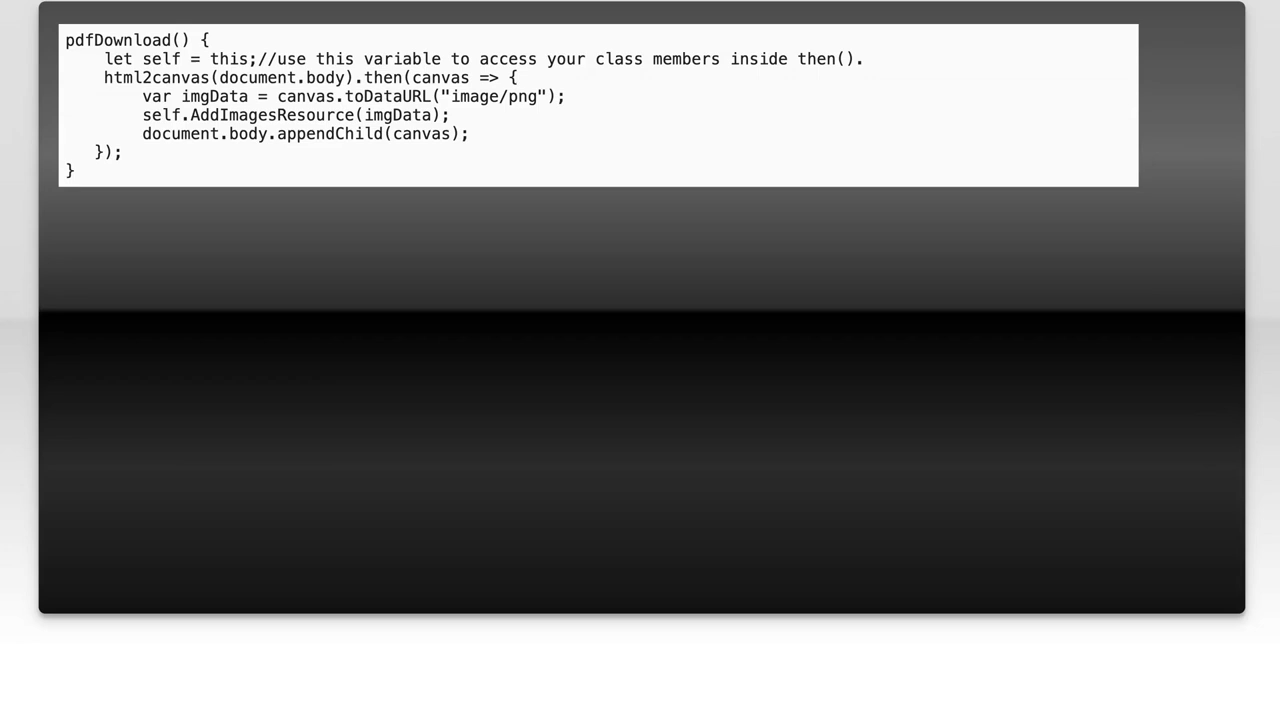 pdfDownload() {
    let self = this;//use this variable to access your class members inside then().
    html2canvas(document.body).then(canvas => {
        var imgData = canvas.toDataURL("image/png");
        self.AddImagesResource(imgData);
        document.body.appendChild(canvas);
   });
}